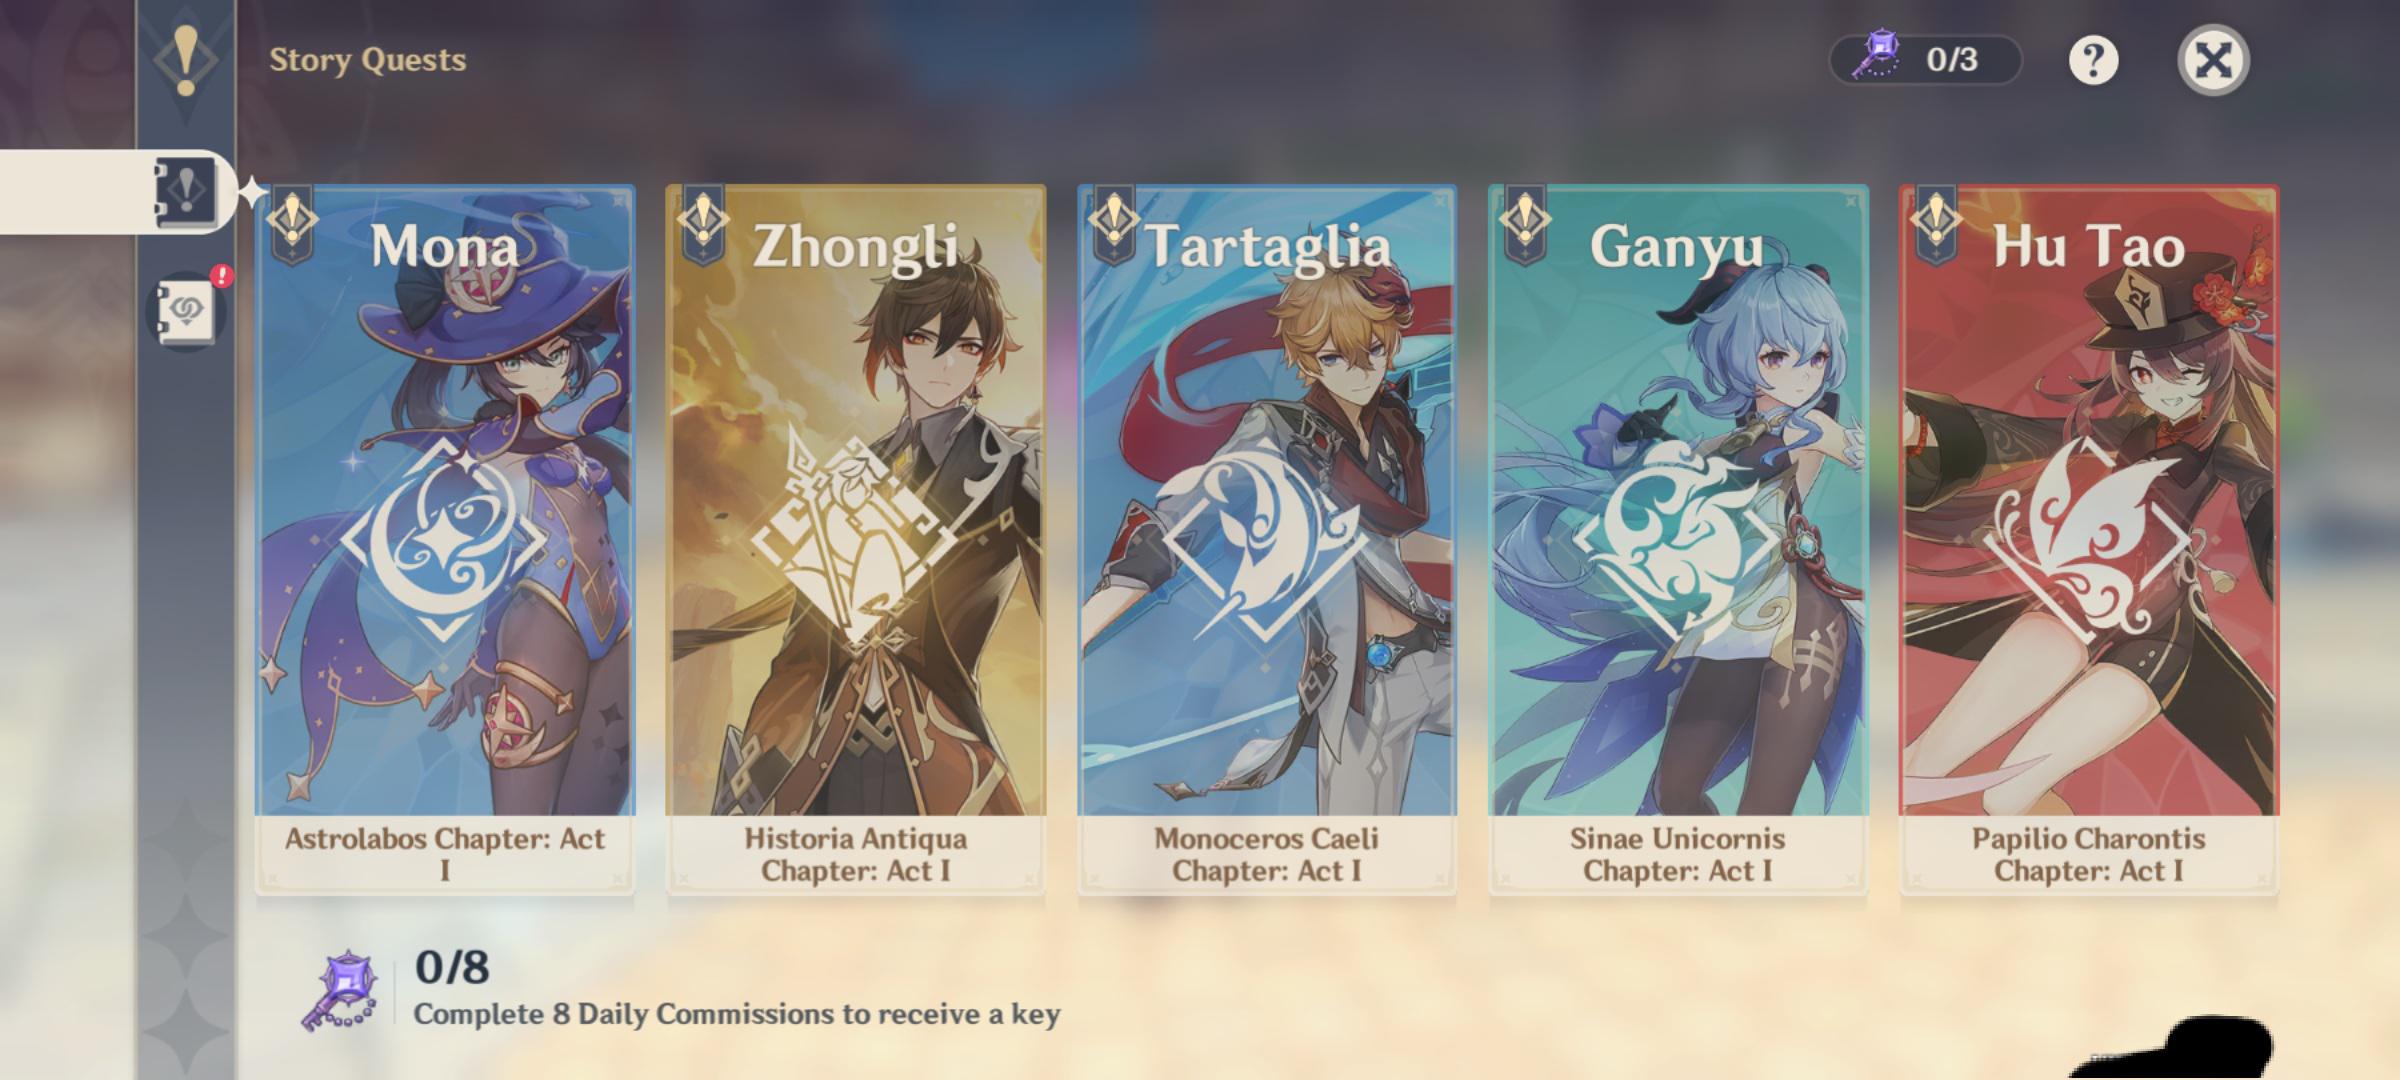 Story Quests
0/3
?
Mona
Zhongli
Tartaglia
Ganyu
Hu Tao
Astrolabos Chapter: Act
I
Historia Antiqua
Chapter: Act I
Monoceros Caeli
Chapter: Act I
Sinae Unicornis
Chapter: Act I
Papilio Charontis
Chapter: Act I
0/8
Complete 8 Daily Commissions to receive a key